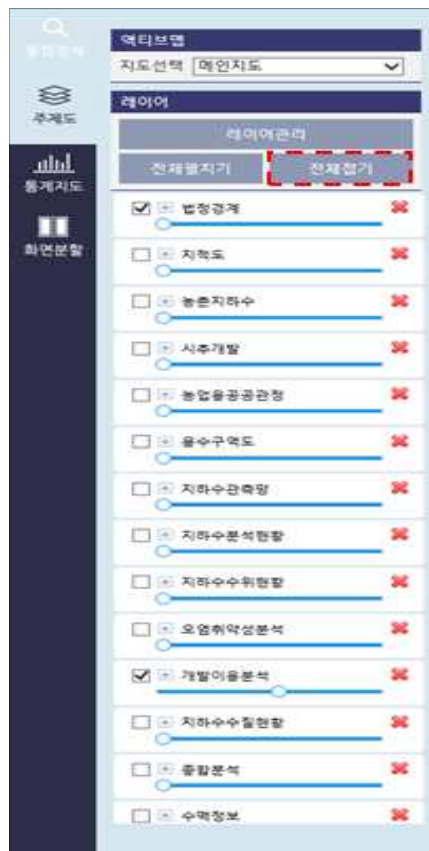 통합검색
주제도
통계지도
화면분할
액티브맵
지도선택 메인지도
레이어
레이어관리
전체펼치기 전체접기
법정경계
지적도
농촌지하수
시추개발
농업용공공관정
용수구역도
지하수관측망
지하수분석현황
지하수수위현황
오염취약성분석
개발이용분석
지하수수질현황
종합분석
수맥정보